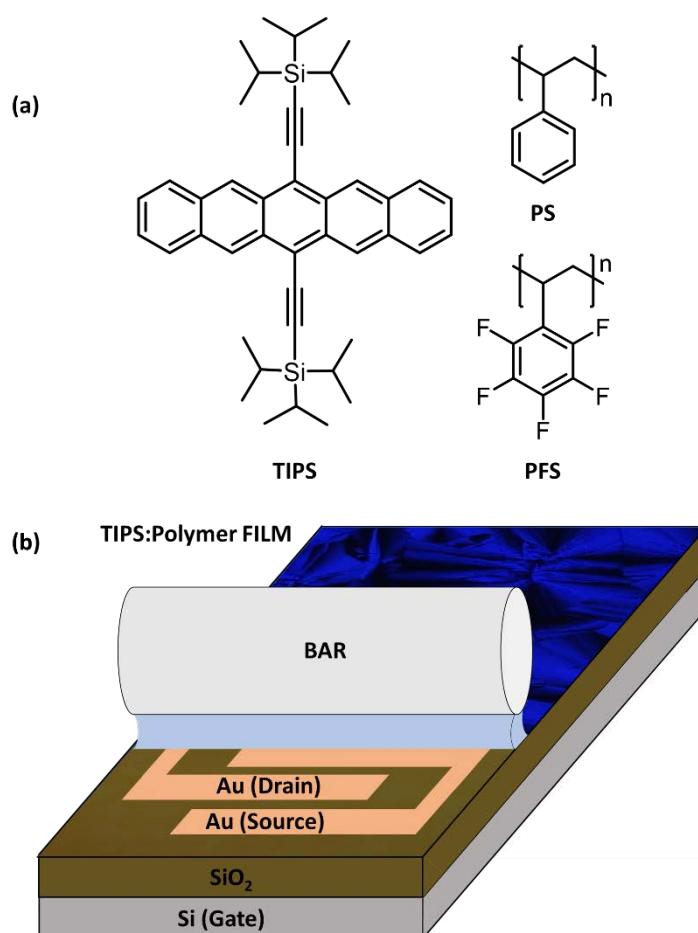 (a)
Si
Si
TIPS
n
PS
n
F
F
F
F
F
PFS
(b)
TIPS:Polymer FILM
BAR
Au (Drain)
Au (Source)
SiO₂
Si (Gate)